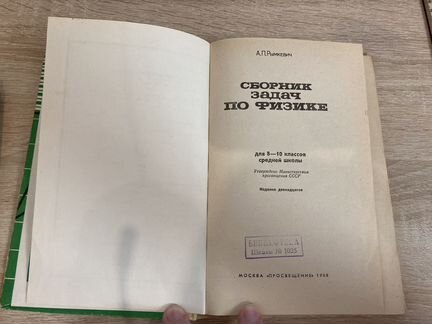 А.П.Рымкевич
СБОРНИК
ЗАДАЧ
ПО ФИЗИКЕ
для 8—10 классов
средней школы
Утверждено Министерством
просвещения СССР
Издание двенадцатое
БИБЛИОТЕКА
Школы № 1035
МОСКВА «ПРОСВЕЩЕНИЕ» 1988